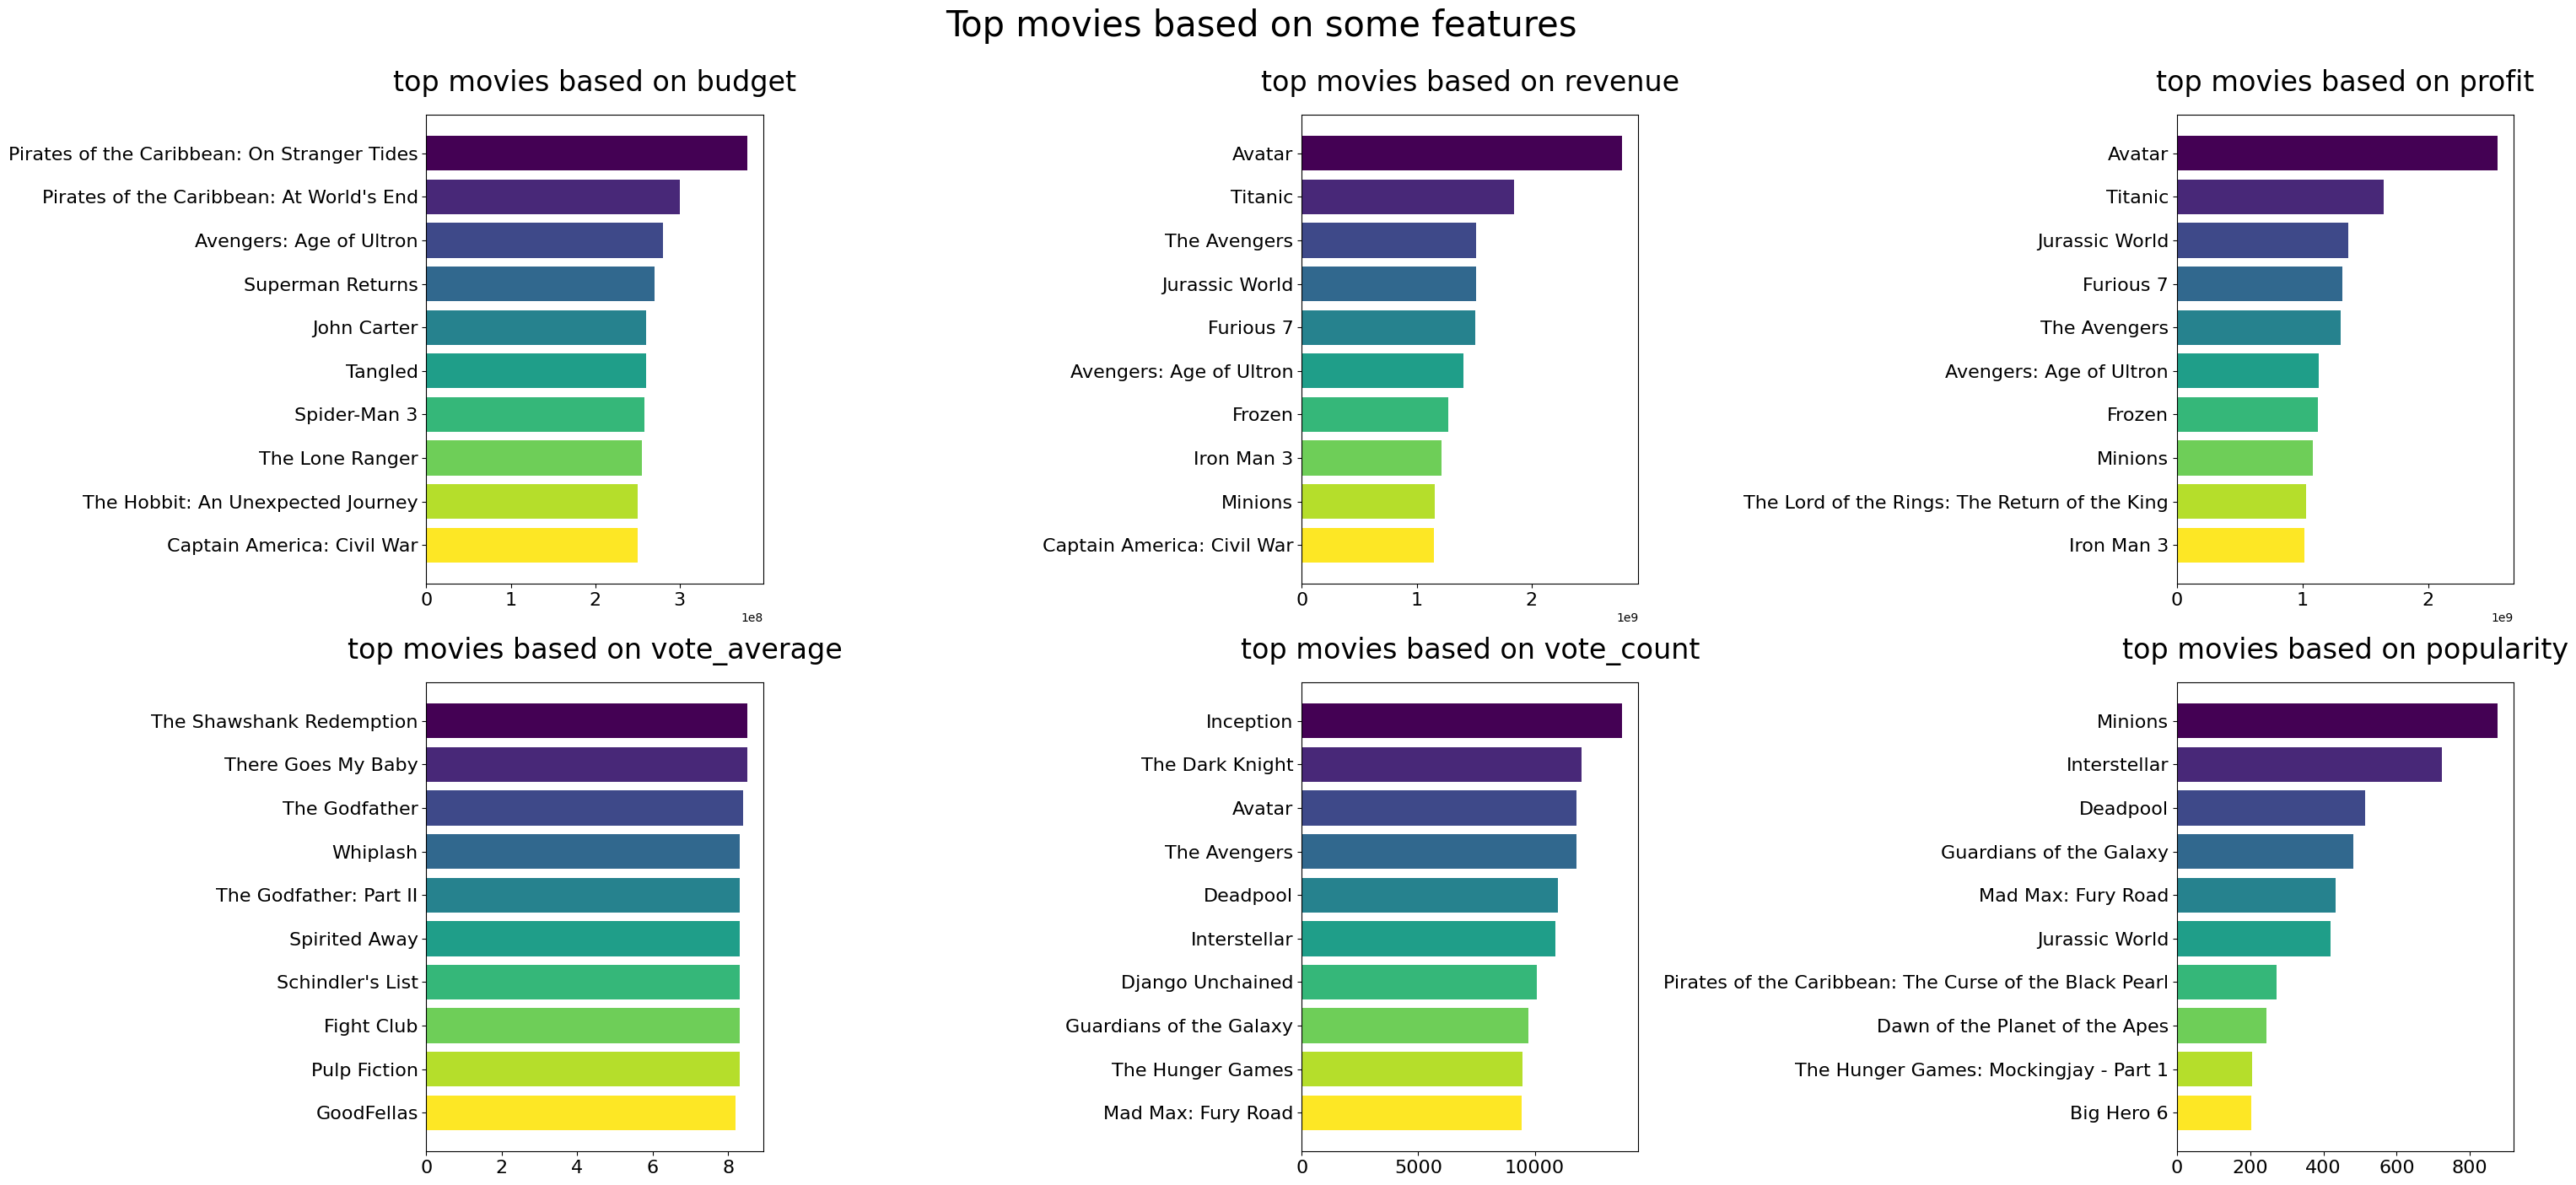 Top movies based on some features
top movies based on budget
Pirates of the Caribbean: On Stranger Tides
Pirates of the Caribbean: At World's End
Avengers: Age of Ultron
Superman Returns
John Carter
Tangled
Spider-Man 3
The Lone Ranger
The Hobbit: An Unexpected Journey
Captain America: Civil War
0 1 2 3
1e8
top movies based on revenue
Avatar
Titanic
The Avengers
Jurassic World
Furious 7
Avengers: Age of Ultron
Frozen
Iron Man 3
Minions
Captain America: Civil War
0 1 2
1e9
top movies based on profit
Avatar
Titanic
Jurassic World
Furious 7
The Avengers
Avengers: Age of Ultron
Frozen
Minions
The Lord of the Rings: The Return of the King
Iron Man 3
0 1 2
1e9
top movies based on vote_average
The Shawshank Redemption
There Goes My Baby
The Godfather
Whiplash
The Godfather: Part II
Spirited Away
Schindler's List
Fight Club
Pulp Fiction
GoodFellas
0 2 4 6 8
top movies based on vote_count
Inception
The Dark Knight
Avatar
The Avengers
Deadpool
Interstellar
Django Unchained
Guardians of the Galaxy
The Hunger Games
Mad Max: Fury Road
0 5000 10000
top movies based on popularity
Minions
Interstellar
Deadpool
Guardians of the Galaxy
Mad Max: Fury Road
Jurassic World
Pirates of the Caribbean: The Curse of the Black Pearl
Dawn of the Planet of the Apes
The Hunger Games: Mockingjay - Part 1
Big Hero 6
0 200 400 600 800